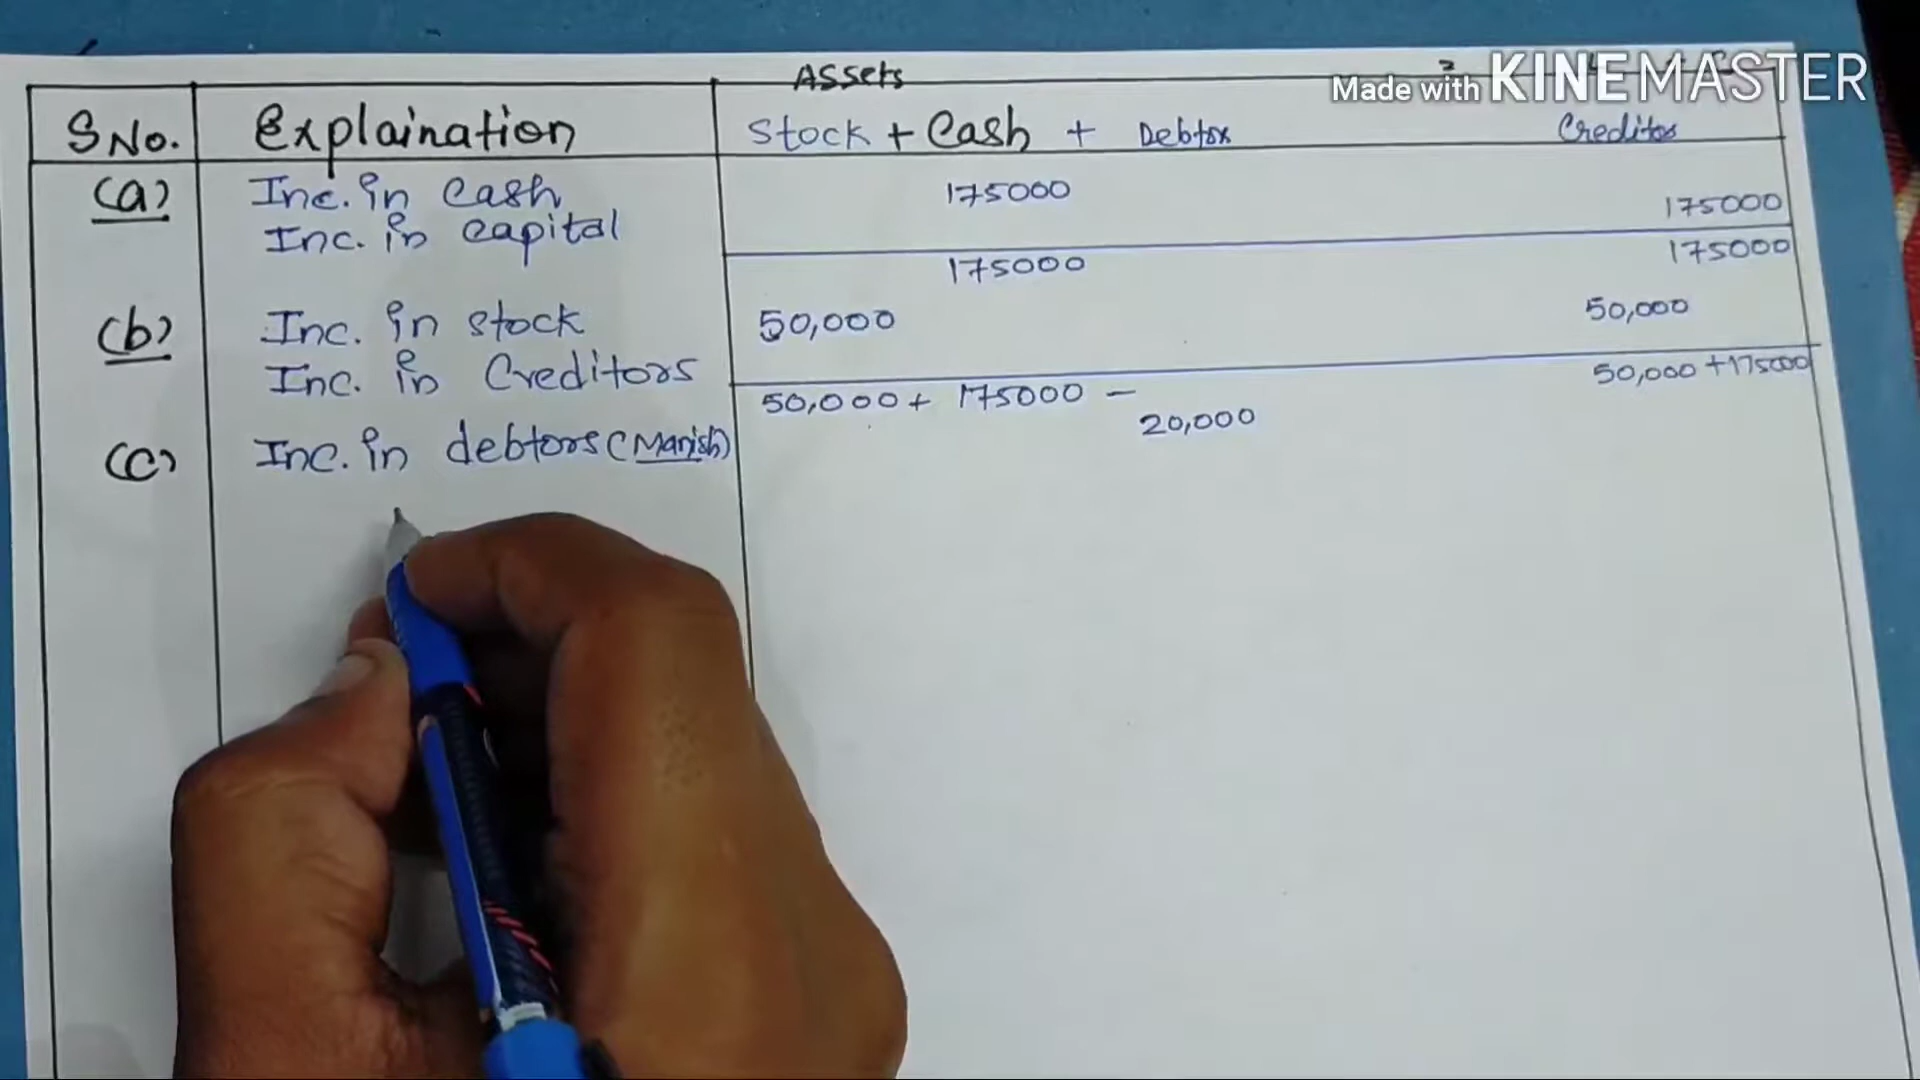 Assets
Made with KINEMASTER
S No. Explaination Stock + Cash + Debtor Creditos
(a) Inc. in cash 175000 175000
Inc. in capital
175000 175000
(b) Inc. in stock 50,000 50,000
Inc. in Creditors
50,000 + 175000 - 50,000 + 175000
20,000
(c) Inc. in debtors (Manish)